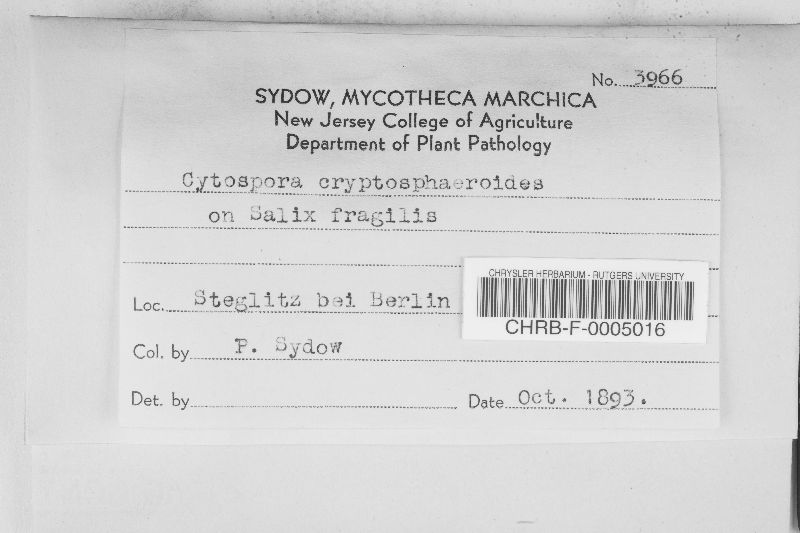 No. 3966
SYDOW, MYCOTHECA MARCHICA
New Jersey College of Agriculture
Department of Plant Pathology
Cytospora cryptosphaeroides
on Salix fragilis
CHRYSLER HERBARIUM - RUTGERS UNIVERSITY
Loc. Steglitz bei Berlin
CHRB-F-0005016
Col. by P. Sydow
Det. by
Date Oct. 1893.